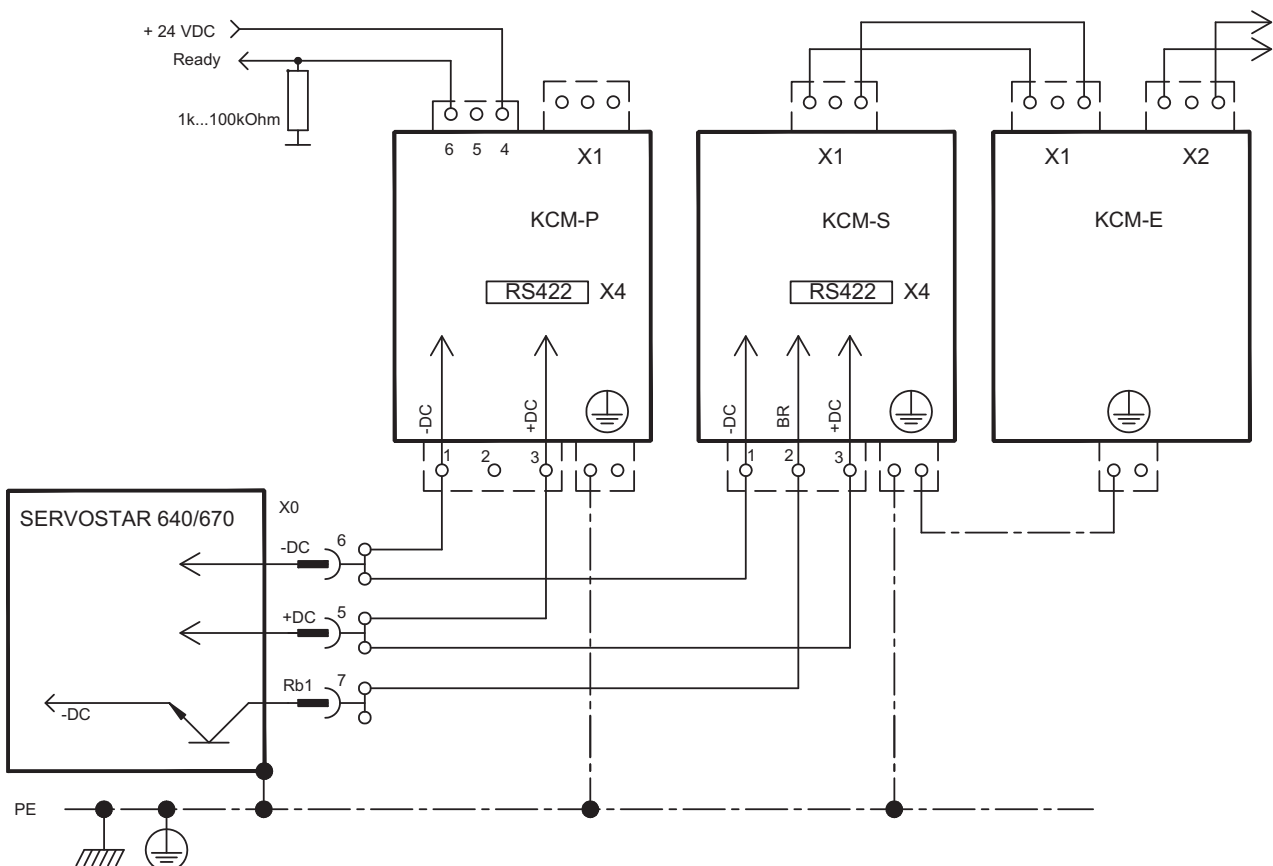 + 24 VDC
Ready
1k...100kOhm
6 5 4
X1
X1
X1
X2
KCM-P
KCM-S
KCM-E
RS422 X4
RS422 X4
-DC
+DC
-DC
BR
+DC
1 2 3
1 2 3
SERVOSTAR 640/670
X0
-DC 6
+DC 5
Rb1 7
-DC
PE